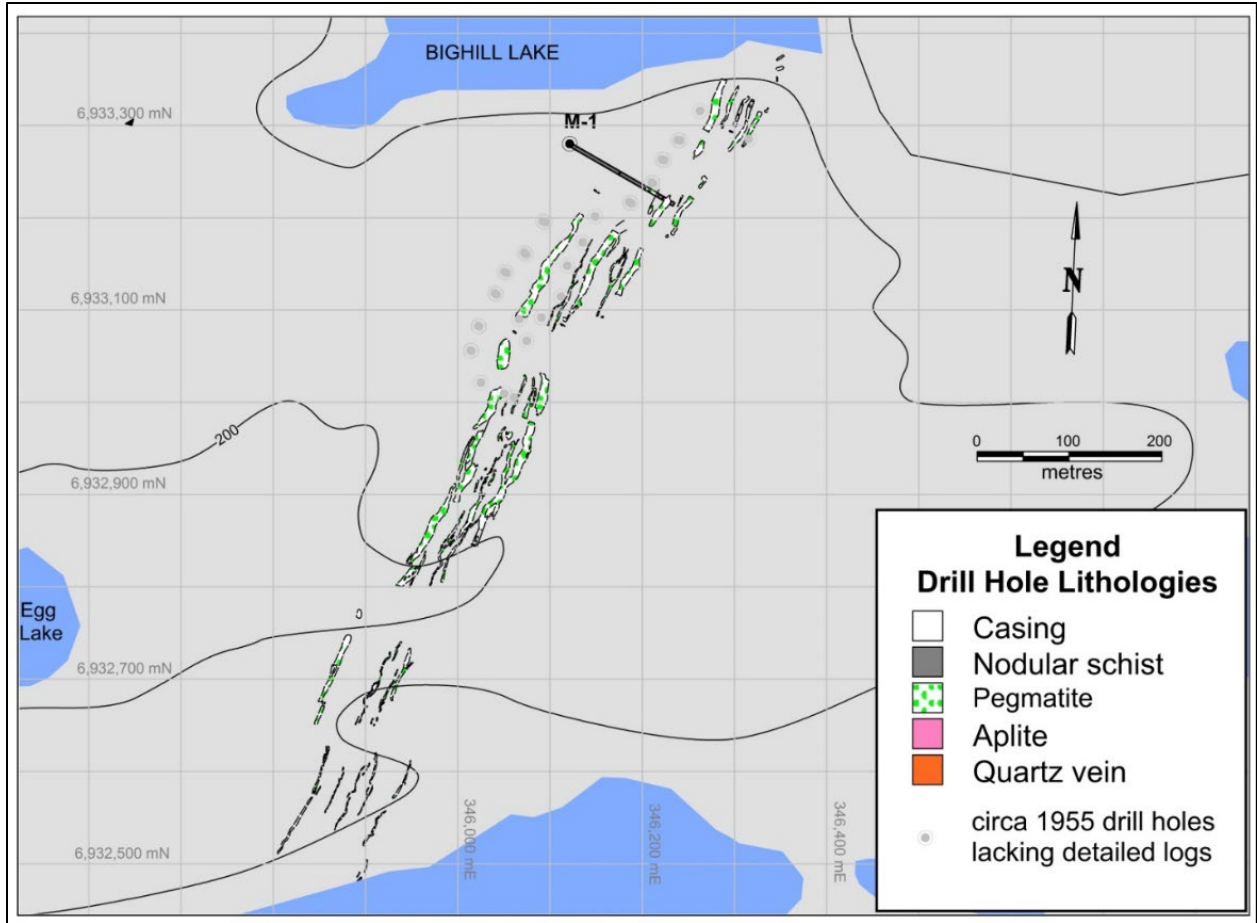 BIGHILL LAKE
6,933,300 mN
M-1
N
6,933,100 mN
200
0 100 200
metres
6,932,900 mN
Egg
Lake
6,932,700 mN
6,932,500 mN
346,000 mE
346,200 mE
346,400 mE
Legend
Drill Hole Lithologies
Casing
Nodular schist
Pegmatite
Aplite
Quartz vein
circa 1955 drill holes
lacking detailed logs